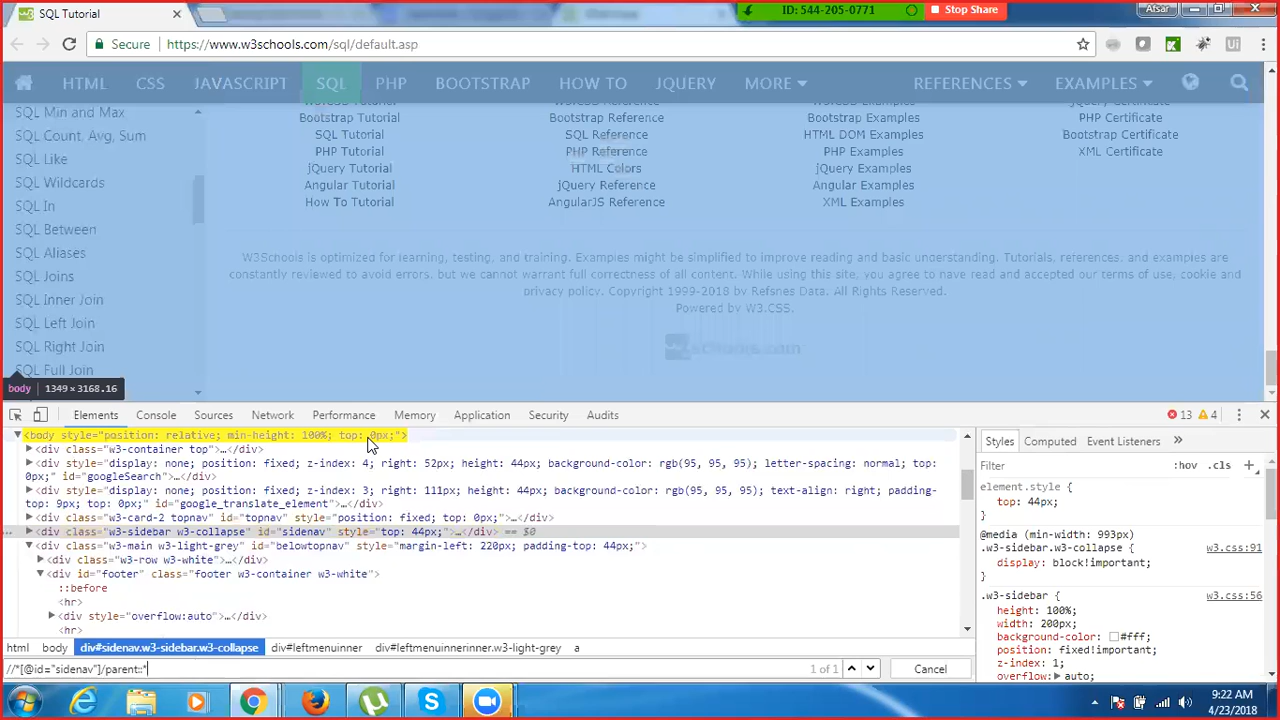 SQL Tutorial
ID: 544-205-0771
Stop Share
Afsar
Secure
https://www.w3schools.com/sql/default.asp
HTML CSS JAVASCRIPT SQL PHP BOOTSTRAP HOW TO JQUERY MORE REFERENCES EXAMPLES
SQL Min and Max
SQL Count, Avg, Sum
SQL Like
SQL Wildcards
SQL In
SQL Between
SQL Aliases
SQL Joins
SQL Inner Join
SQL Left Join
SQL Right Join
SQL Full Join
Bootstrap Tutorial
SQL Tutorial
PHP Tutorial
jQuery Tutorial
Angular Tutorial
How To Tutorial
Bootstrap Reference
SQL Reference
PHP Reference
HTML Colors
jQuery Reference
AngularJS Reference
Bootstrap Examples
HTML DOM Examples
PHP Examples
jQuery Examples
Angular Examples
XML Examples
PHP Certificate
Bootstrap Certificate
XML Certificate
W3Schools is optimized for learning, testing, and training. Examples might be simplified to improve reading and basic understanding. Tutorials, references, and examples are
constantly reviewed to avoid errors, but we cannot warrant full correctness of all content. While using this site, you agree to have read and accepted our terms of use, cookie
and privacy policy. Copyright 1999-2018 by Refsnes Data. All Rights Reserved.
Powered by W3.CSS.
body 1349 × 3168.16
Elements Console Sources Network Performance Memory Application Security Audits
13 4
<body style="position: relative; min-height: 100%; top: 0px;">
<div class="w3-container top">…</div>
<div style="display: none; position: fixed; z-index: 4; right: 52px; height: 44px; background-color: rgb(95, 95, 95); letter-spacing: normal; top:
0px;" id="googleSearch">…</div>
<div style="display: none; position: fixed; z-index: 3; right: 111px; height: 44px; background-color: rgb(95, 95, 95); text-align: right; padding-
top: 9px; top: 0px;" id="google_translate_element">…</div>
<div class="w3-card-2 topnav" id="topnav" style="position: fixed; top: 0px;">…</div>
… <div class="w3-sidebar w3-collapse" id="sidenav" style="top: 44px;">…</div> == $0
<div class="w3-main w3-light-grey" id="belowtopnav" style="margin-left: 220px; padding-top: 44px;">
<div class="w3-row w3-white">…</div>
<div id="footer" class="footer w3-container w3-white">
::before
<hr>
<div style="overflow:auto">…</div>
<hr>
html body div#sidenav.w3-sidebar.w3-collapse div#leftmenuinner div#leftmenuinnerinner.w3-light-grey a
//*[@id="sidenav"]/parent::*
1 of 1
Cancel
Styles Computed Event Listeners »
Filter
:hov .cls +
element.style {
top: 44px;
}
@media (min-width: 993px)
.w3-sidebar.w3-collapse {
w3.css:91
display: block!important;
}
.w3-sidebar {
w3.css:56
height: 100%;
width: 200px;
background-color: #fff;
position: fixed!important;
z-index: 1;
overflow: auto;
9:22 AM
4/23/2018